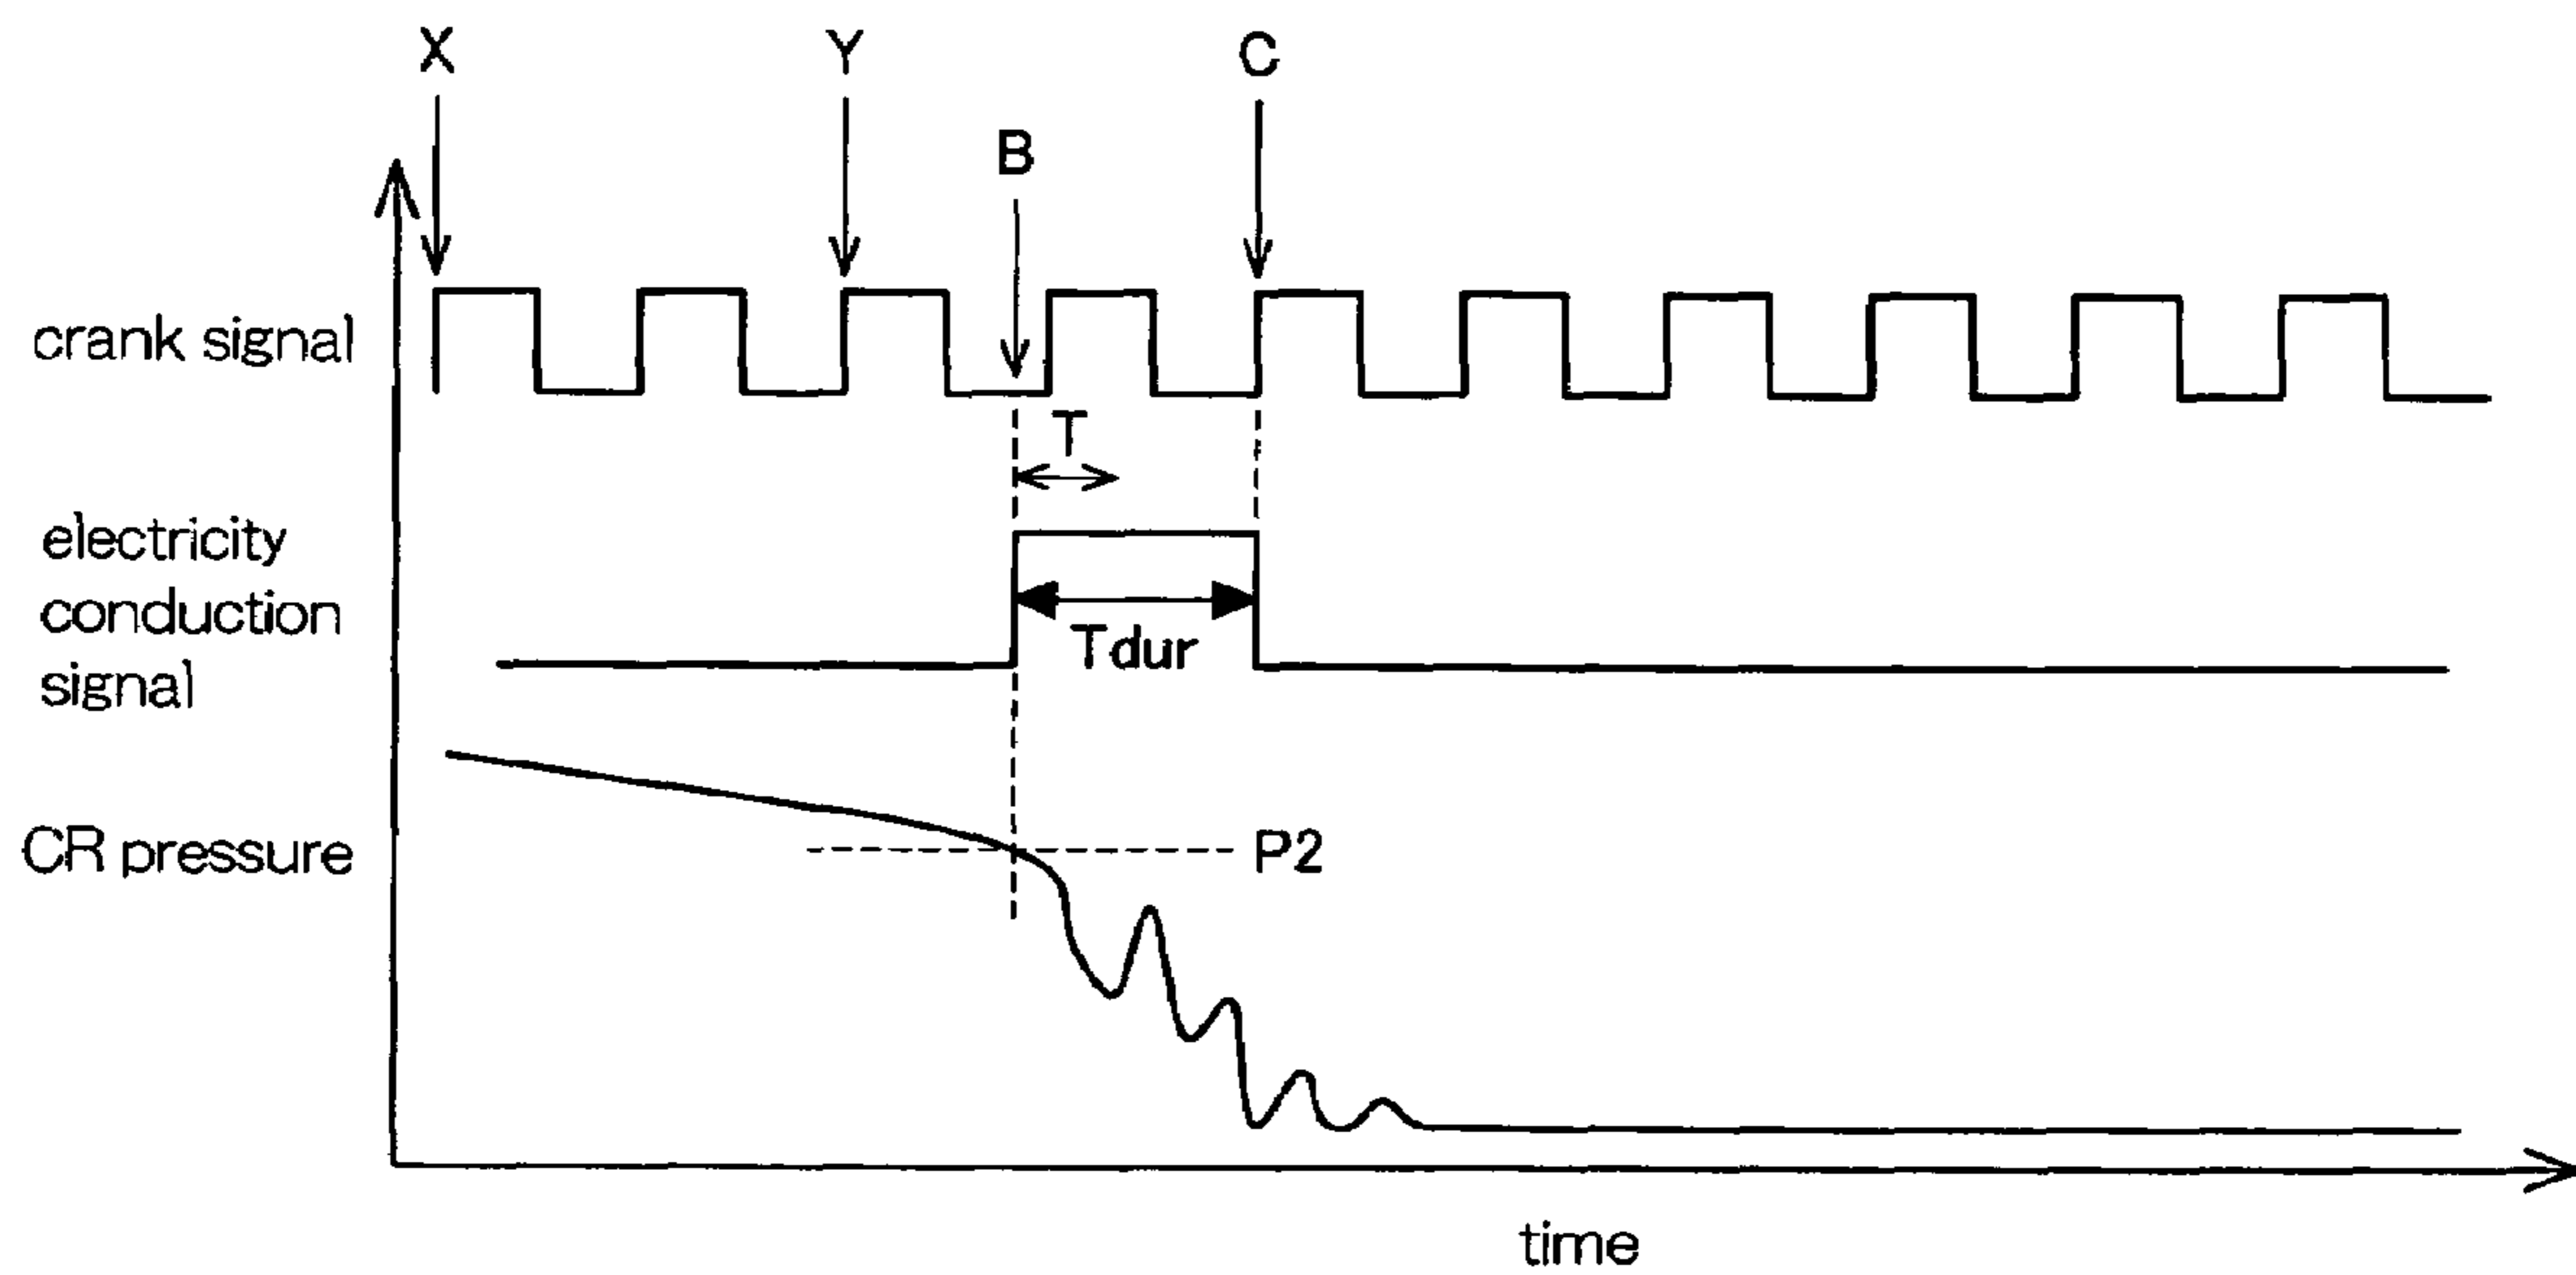 X
Y
C
B
crank signal
T
electricity
conduction
signal
Tdur
CR pressure
P2
time